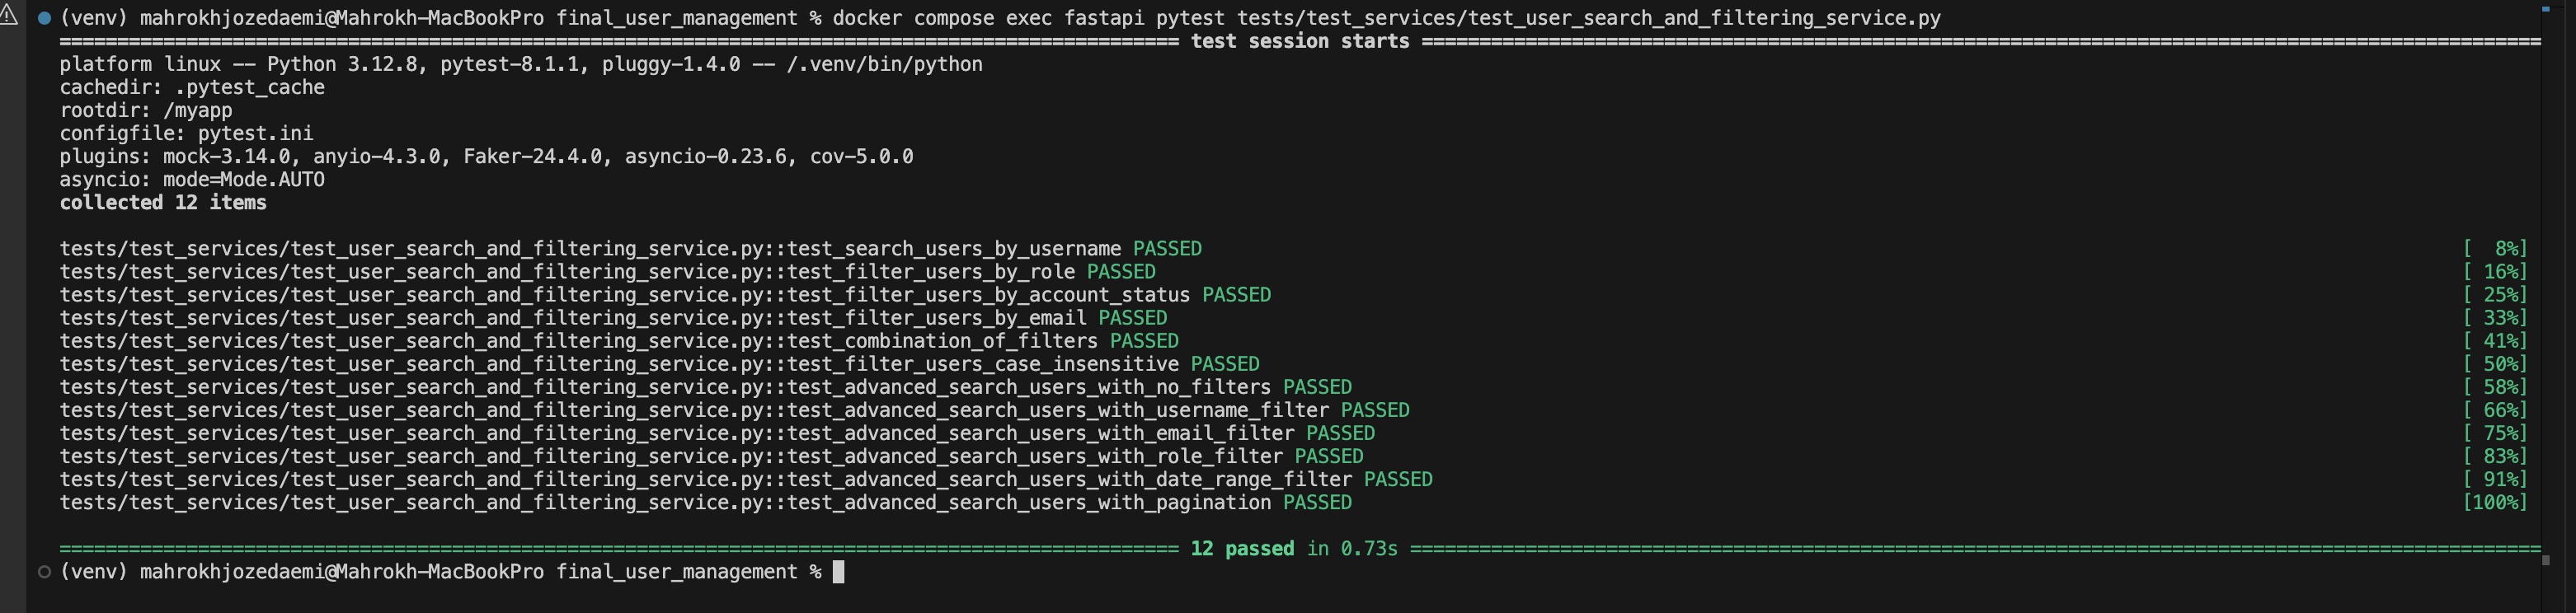 (venv) mahrokhjozedaemi@Mahrokh-MacBookPro final_user_management % docker compose exec fastapi pytest tests/test_services/test_user_search_and_filtering_service.py
test session starts
platform linux -- Python 3.12.8, pytest-8.1.1, pluggy-1.4.0 -- /.venv/bin/python
cachedir: .pytest_cache
rootdir: /myapp
configfile: pytest.ini
plugins: mock-3.14.0, anyio-4.3.0, Faker-24.4.0, asyncio-0.23.6, cov-5.0.0
asyncio: mode=Mode.AUTO
collected 12 items
tests/test_services/test_user_search_and_filtering_service.py::test_search_users_by_username PASSED [  8%]
tests/test_services/test_user_search_and_filtering_service.py::test_filter_users_by_role PASSED [ 16%]
tests/test_services/test_user_search_and_filtering_service.py::test_filter_users_by_account_status PASSED [ 25%]
tests/test_services/test_user_search_and_filtering_service.py::test_filter_users_by_email PASSED [ 33%]
tests/test_services/test_user_search_and_filtering_service.py::test_combination_of_filters PASSED [ 41%]
tests/test_services/test_user_search_and_filtering_service.py::test_filter_users_case_insensitive PASSED [ 50%]
tests/test_services/test_user_search_and_filtering_service.py::test_advanced_search_users_with_no_filters PASSED [ 58%]
tests/test_services/test_user_search_and_filtering_service.py::test_advanced_search_users_with_username_filter PASSED [ 66%]
tests/test_services/test_user_search_and_filtering_service.py::test_advanced_search_users_with_email_filter PASSED [ 75%]
tests/test_services/test_user_search_and_filtering_service.py::test_advanced_search_users_with_role_filter PASSED [ 83%]
tests/test_services/test_user_search_and_filtering_service.py::test_advanced_search_users_with_date_range_filter PASSED [ 91%]
tests/test_services/test_user_search_and_filtering_service.py::test_advanced_search_users_with_pagination PASSED [100%]
12 passed in 0.73s
(venv) mahrokhjozedaemi@Mahrokh-MacBookPro final_user_management %